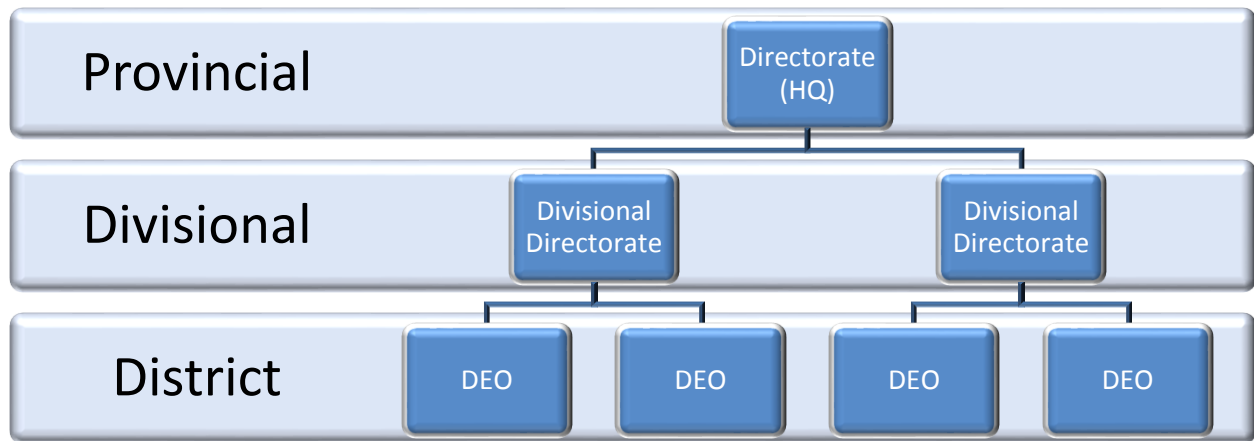 Provincial
Directorate
(HQ)
Divisional
Divisional
Directorate
Divisional
Directorate
District
DEO
DEO
DEO
DEO